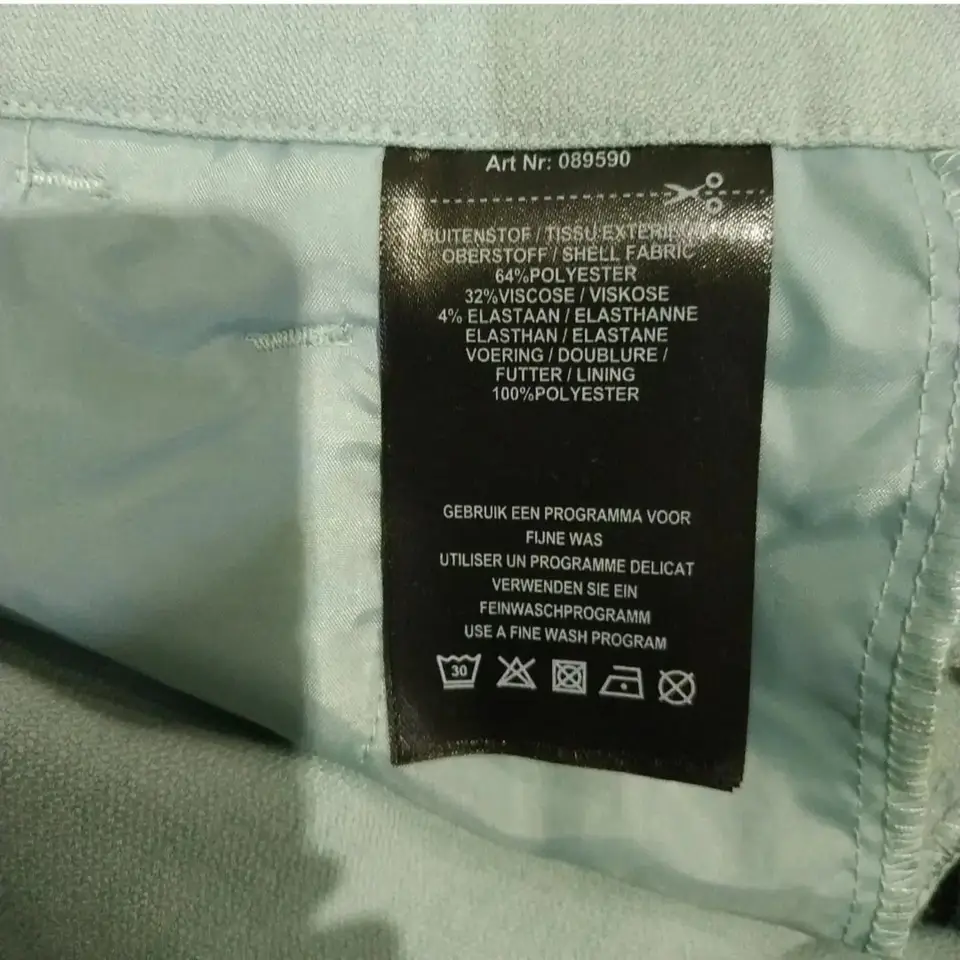 Art Nr: 089590
BUITENSTOF / TISSU EXTERIEUR
OBERSTOFF / SHELL FABRIC
64%POLYESTER
32%VISCOSE / VISKOSE
4% ELASTAAN / ELASTHANNE
ELASTHAN / ELASTANE
VOERING / DOUBLURE /
FUTTER / LINING
100%POLYESTER
GEBRUIK EEN PROGRAMMA VOOR
FIJNE WAS
UTILISER UN PROGRAMME DELICAT
VERWENDEN SIE EIN
FEINWASCHPROGRAMM
USE A FINE WASH PROGRAM
30